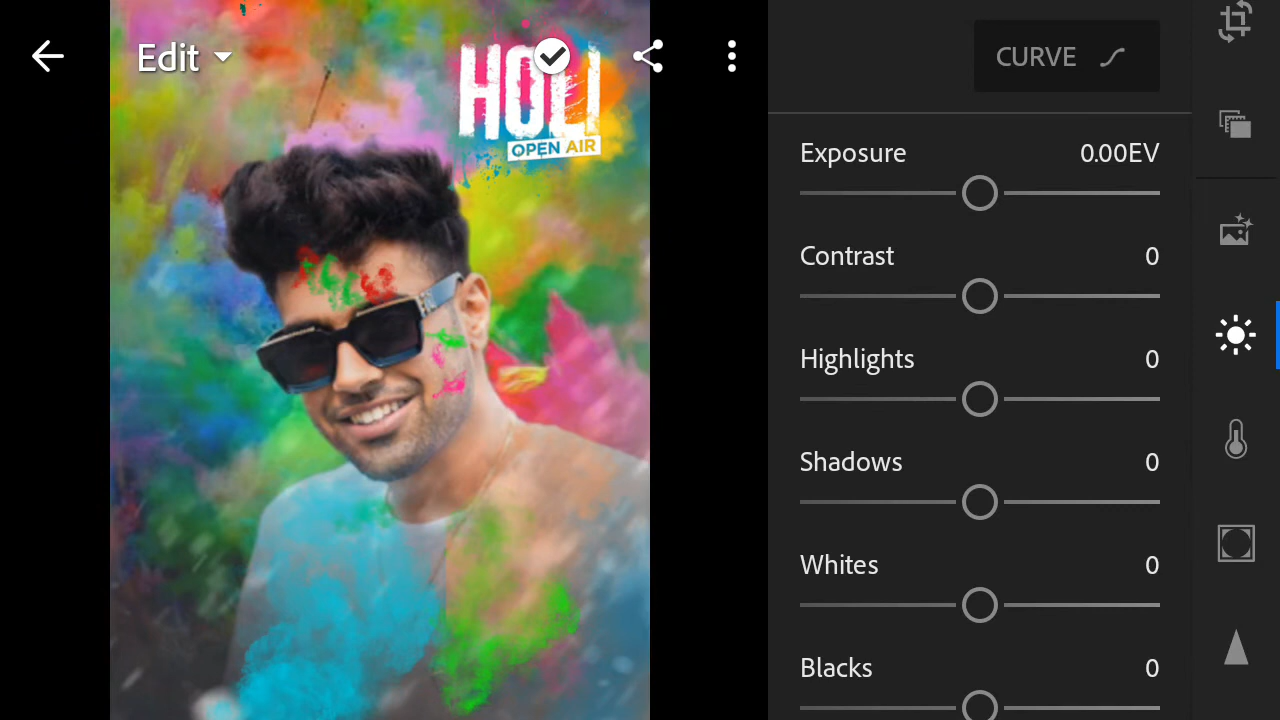 Edit
HOLI
OPEN AIR
CURVE
Exposure 0.00EV
Contrast 0
Highlights 0
Shadows 0
Whites 0
Blacks 0